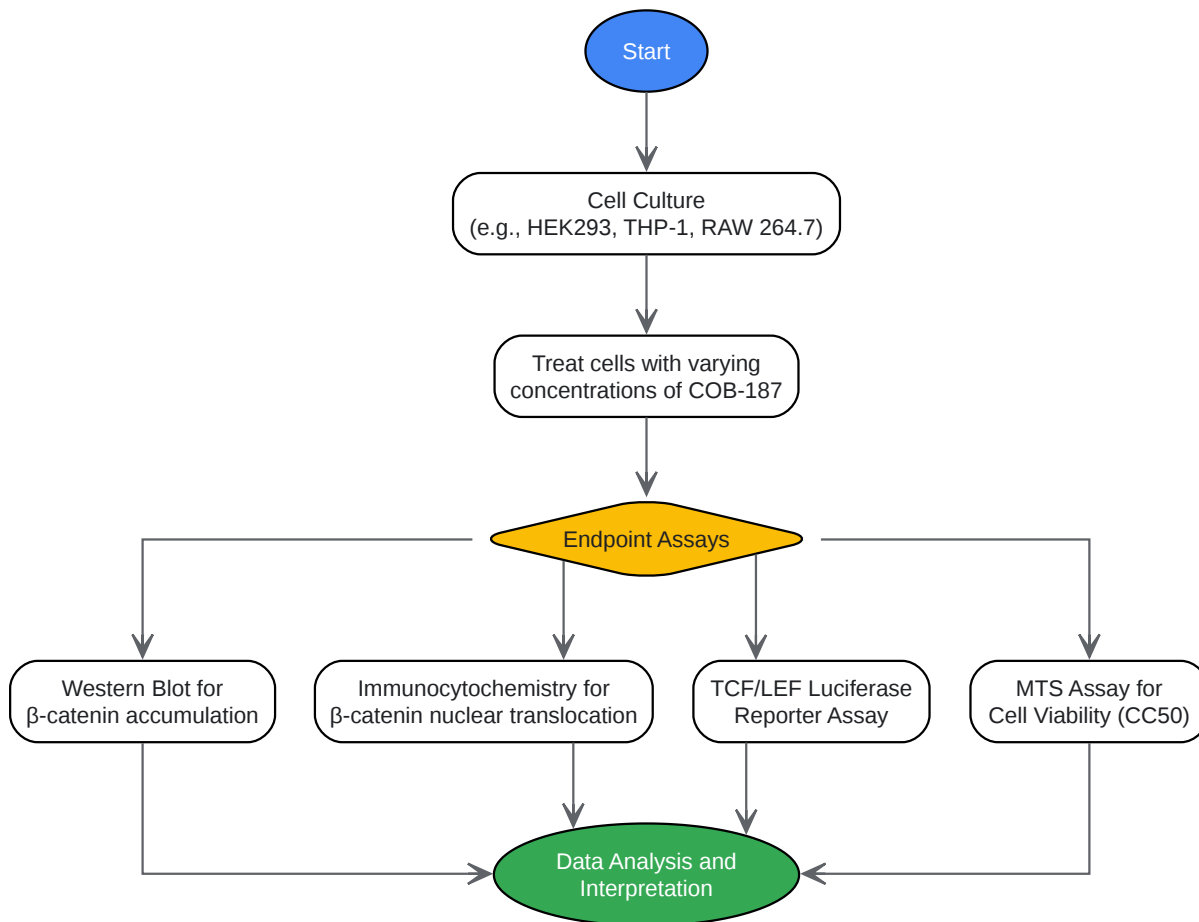 Start
Cell Culture
(e.g., HEK293, THP-1, RAW 264.7)
Treat cells with varying
concentrations of COB-187
Endpoint Assays
Western Blot for
β-catenin accumulation
Immunocytochemistry for
β-catenin nuclear translocation
TCF/LEF Luciferase
Reporter Assay
MTS Assay for
Cell Viability (CC50)
Data Analysis and
Interpretation